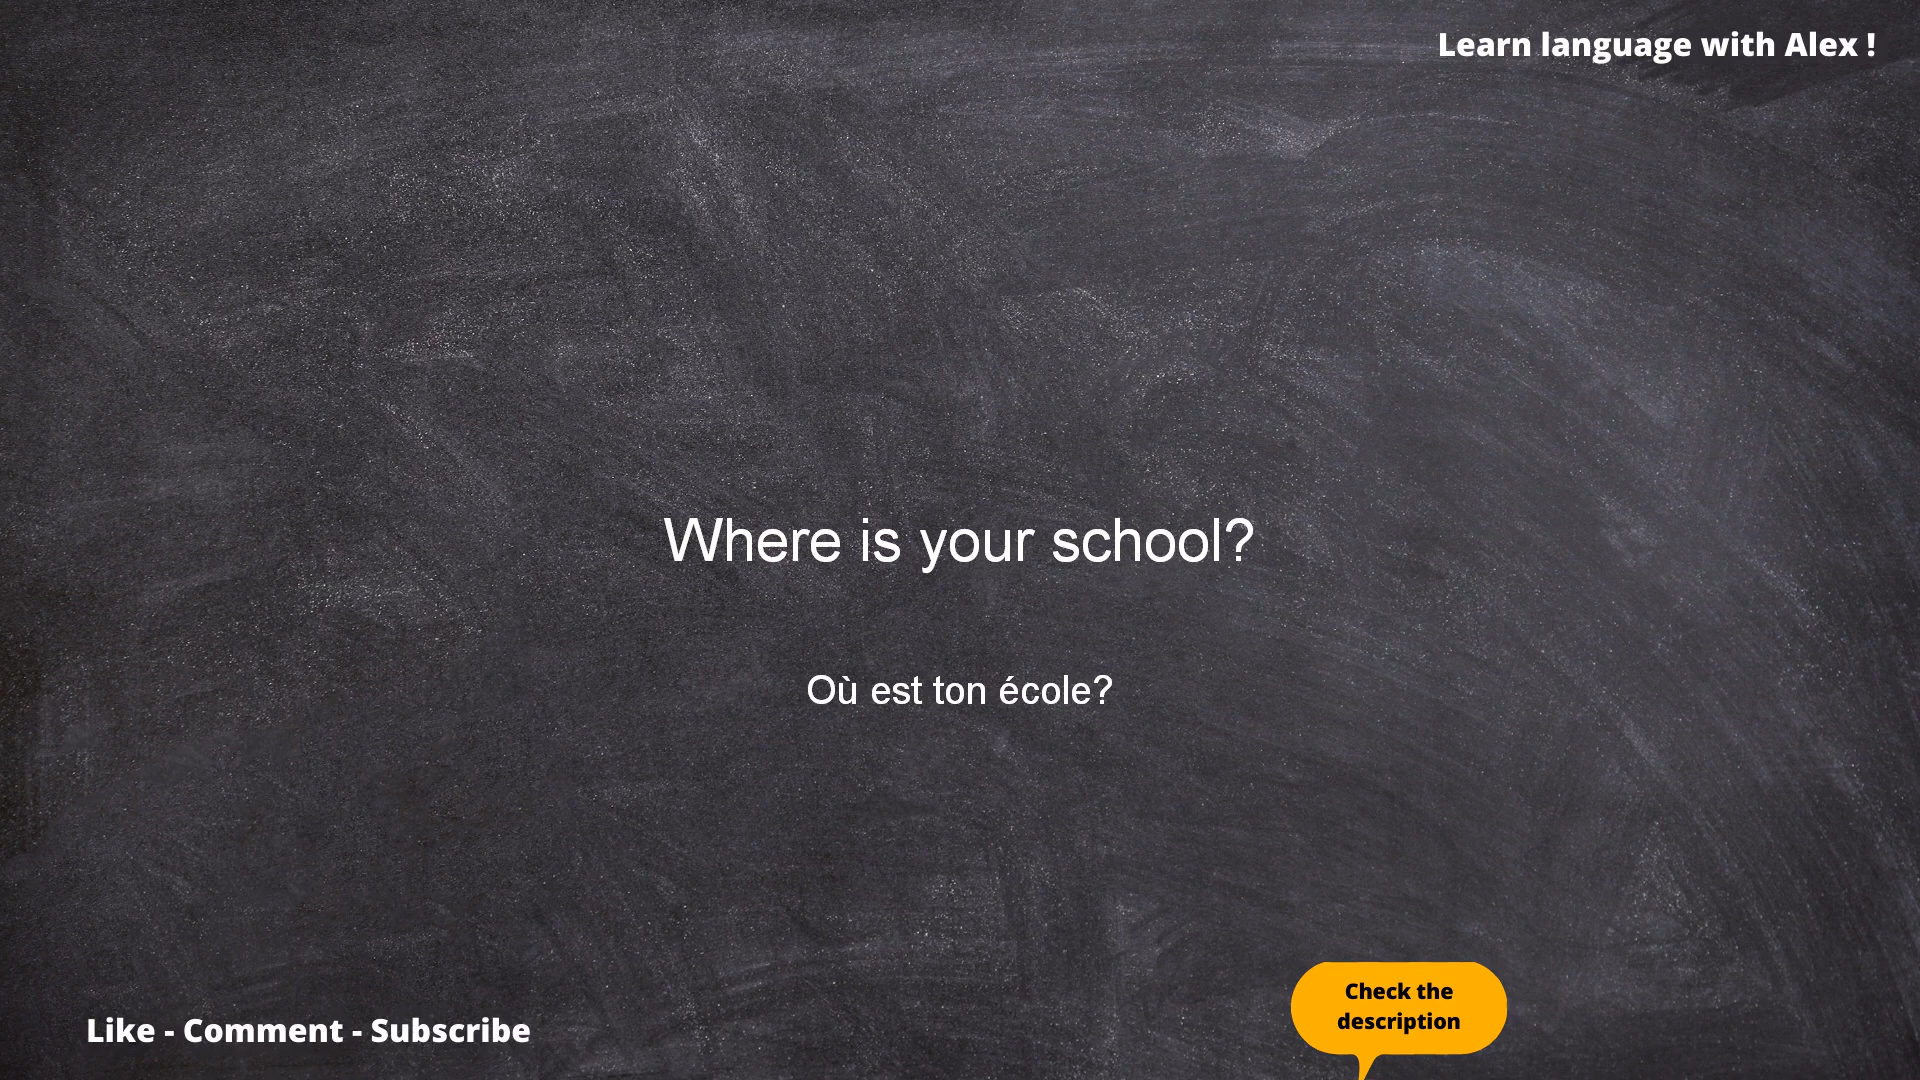 Learn language with Alex !
Where is your school?
Où est ton école?
Check the
description
Like - Comment - Subscribe